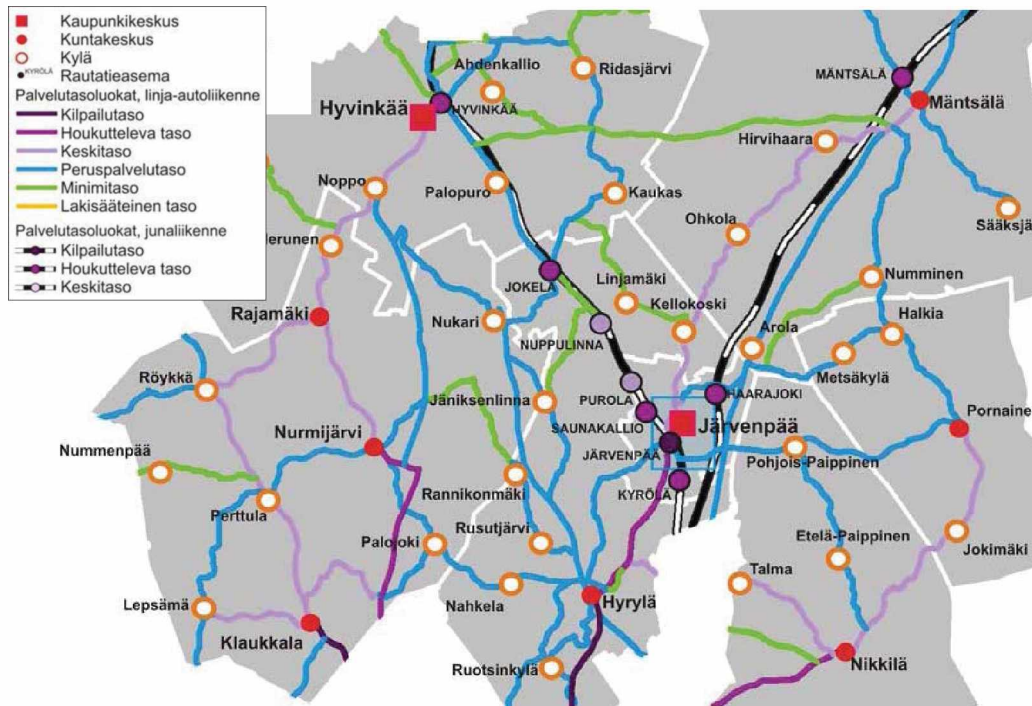 Kaupunkikeskus
Kuntakeskus
Kylä
KYRÖLÄ Rautatieasema
Palvelutasoluokat, linja-autoliikenne
Kilpailutaso
Houkutteleva taso
Keskitaso
Peruspalvelutaso
Minimitaso
Lakisääteinen taso
Palvelutasoluokat, junaliikenne
Kilpailutaso
Houkutteleva taso
Keskitaso
Ahdenkallio
Ridasjärvi
MÄNTSÄLÄ
Mäntsälä
Hyvinkää
HYVINKÄÄ
Hirvihaara
Noppo
Palopuro
Kaukas
Sääksjä
Ohkola
JOKELA
Linjamäki
Numminen
Kellokoski
Rajamäki
Nukari
NUPPULINNA
Arola
Halkia
Metsäkylä
Röykkä
Jäniksenlinna
PUROLA
HAARAJOKI
Pornaine
SAUNAKALLIO
Järvenpää
Nurmijärvi
JÄRVENPÄÄ
Nummenpää
Pohjois-Paippinen
Rannikonmäki
KYRÖLÄ
Perttula
Rusutjärvi
Etelä-Paippinen
Palojoki
Jokimäki
Talma
Nahkela
Hyrylä
Lepsämä
Klaukkala
Ruotsinkylä
Nikkilä